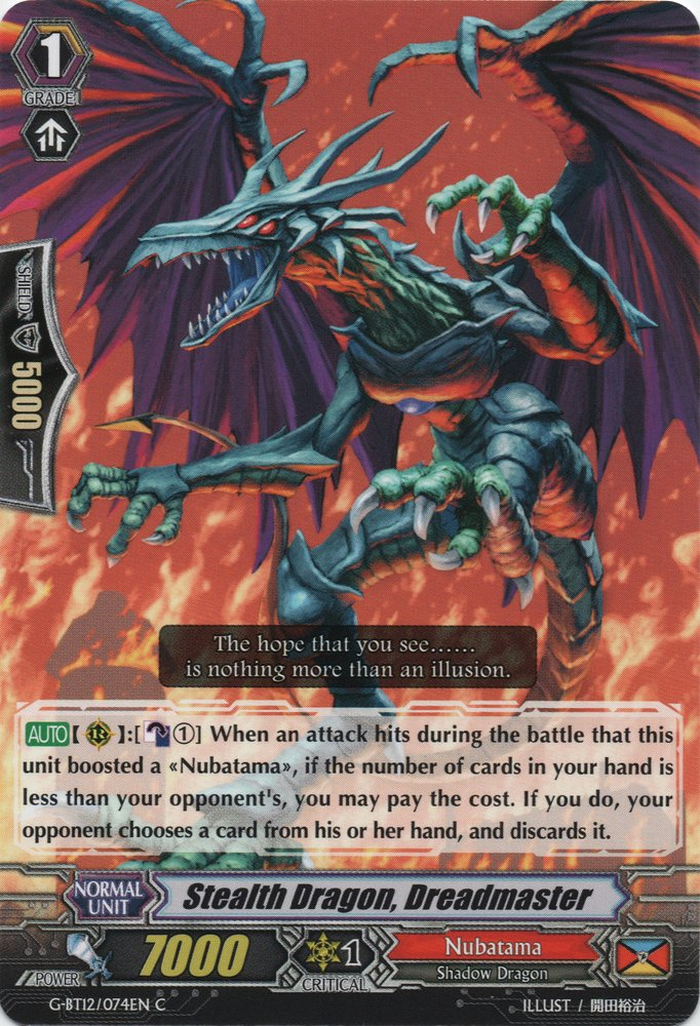 1
GRADE
SHIELD
5000
The hope that you see......
is nothing more than an illusion.
AUTO【 R 】:[ ①] When an attack hits during the battle that this
unit boosted a «Nubatama», if the number of cards in your hand is
less than your opponent's, you may pay the cost. If you do, your
opponent chooses a card from his or her hand, and discards it.
NORMAL
UNIT
Stealth Dragon, Dreadmaster
POWER
7000
1
CRITICAL
Nubatama
Shadow Dragon
G-BT12/074EN C
ILLUST / 開田裕治